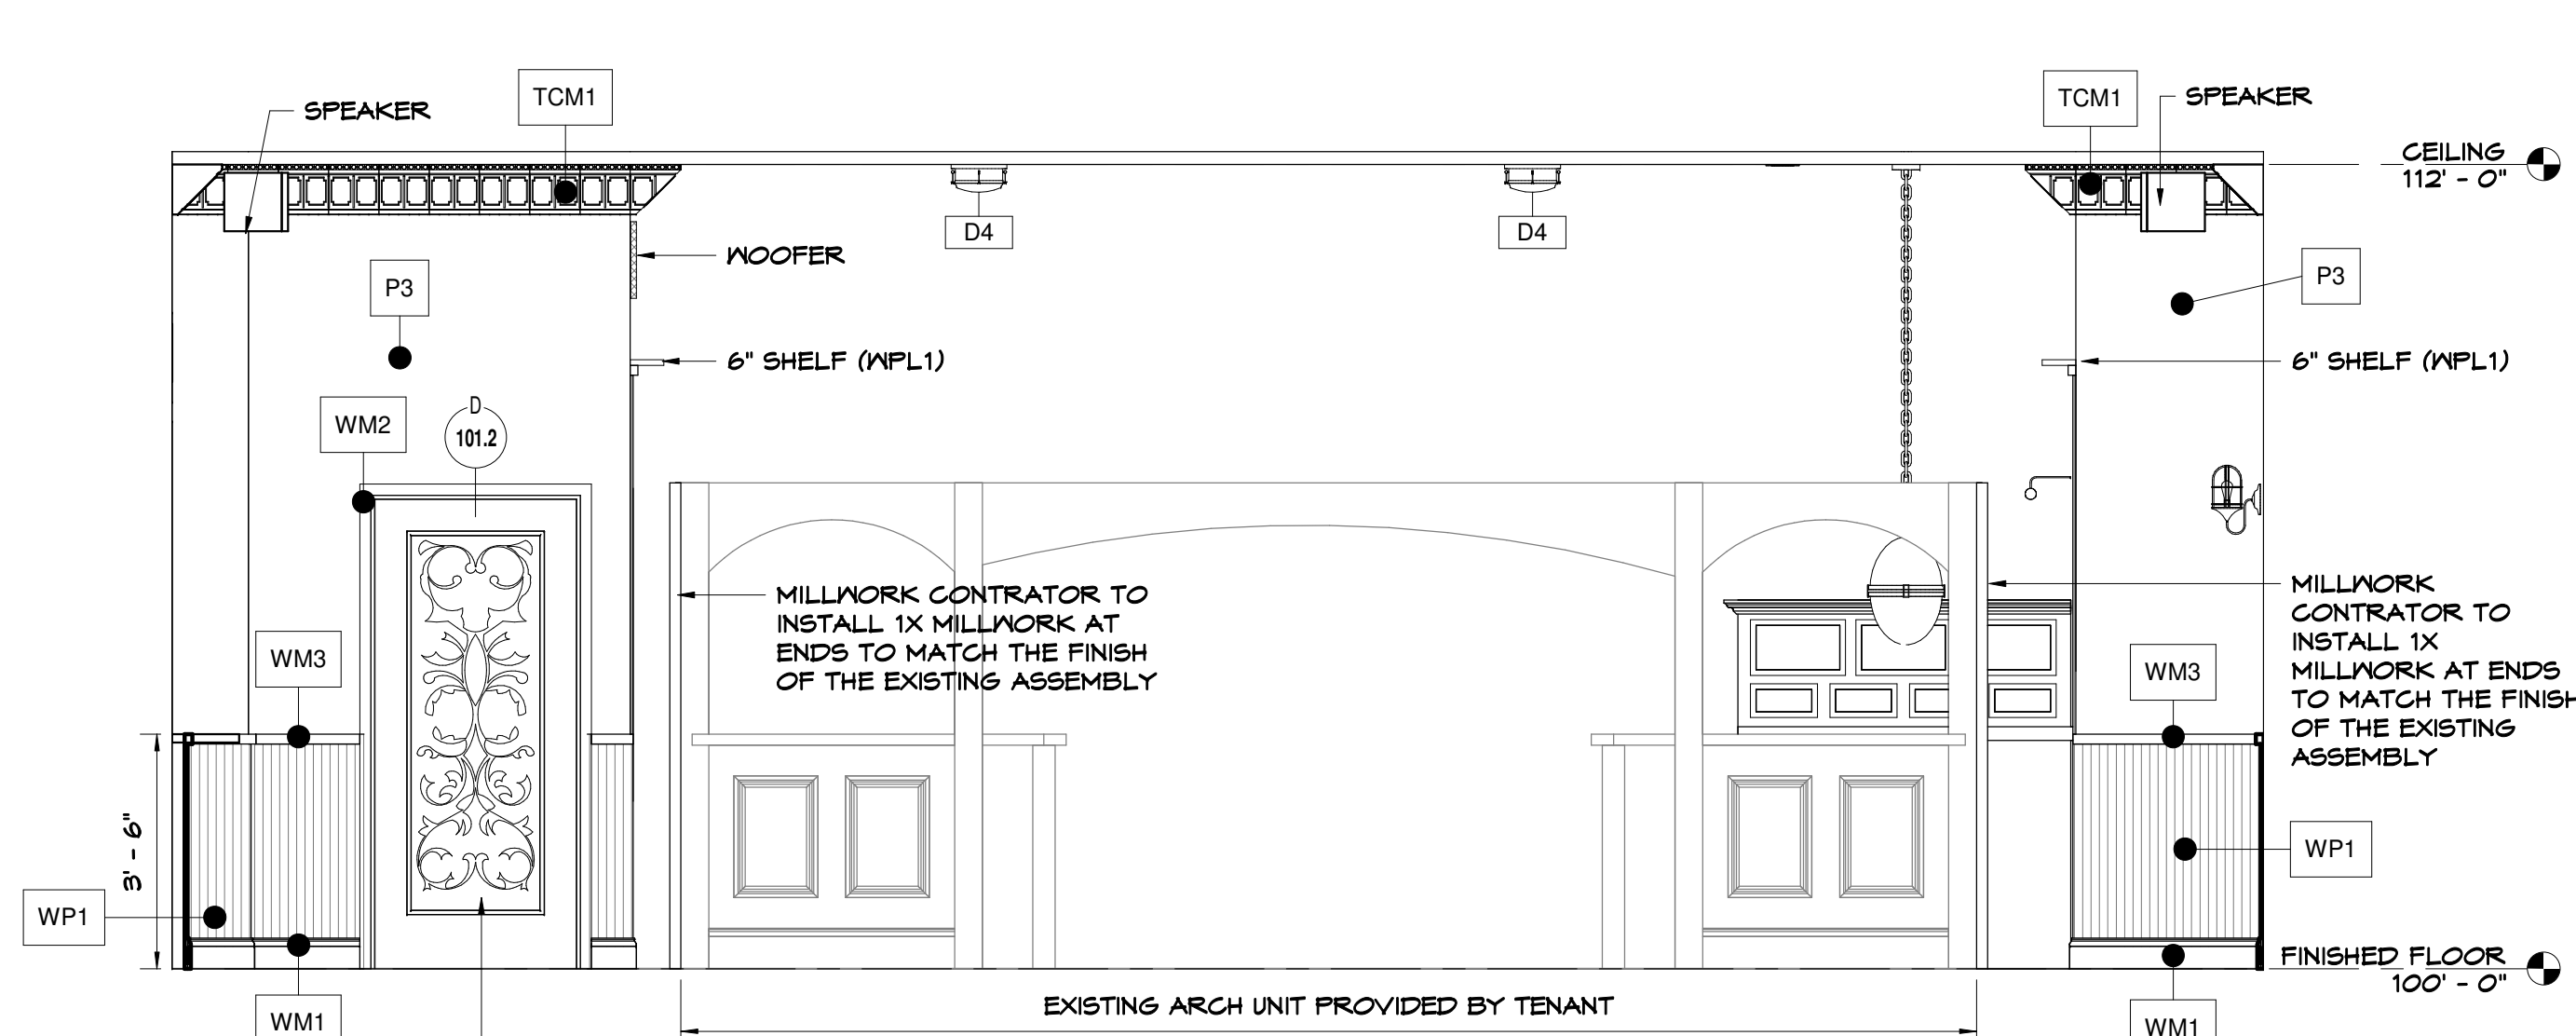 SPEAKER
TCM1
TCM1
SPEAKER
CEILING
112' - 0"
D4
D4
WOOFER
P3
P3
6" SHELF (WPL1)
6" SHELF (WPL1)
WM2
D
101.2
MILLWORK CONTRATOR TO
INSTALL 1X MILLWORK AT
ENDS TO MATCH THE FINISH
OF THE EXISTING ASSEMBLY
MILLWORK
CONTRATOR TO
INSTALL 1X
MILLWORK AT ENDS
TO MATCH THE FINISH
OF THE EXISTING
ASSEMBLY
WM3
WM3
3' - 6"
WP1
WP1
FINISHED FLOOR
100' - 0"
EXISTING ARCH UNIT PROVIDED BY TENANT
WM1
WM1